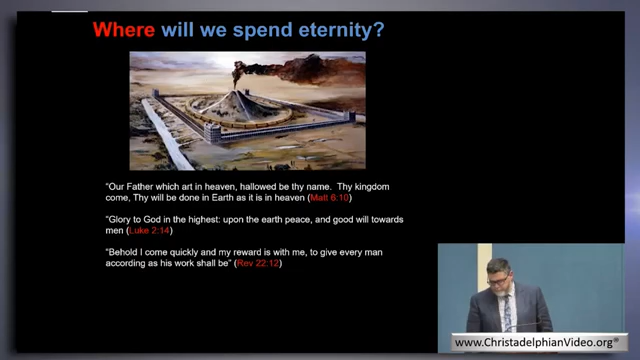 Where will we spend eternity?
"Our Father which art in heaven, hallowed be thy name. Thy kingdom
come, Thy will be done in Earth as it is in heaven (Matt 6:10)
"Glory to God in the highest: upon the earth peace, and good will towards
men (Luke 2:14)
"Behold I come quickly and my reward is with me, to give every man
according as his work shall be" (Rev 22:12)
www.ChristadelphianVideo.org®